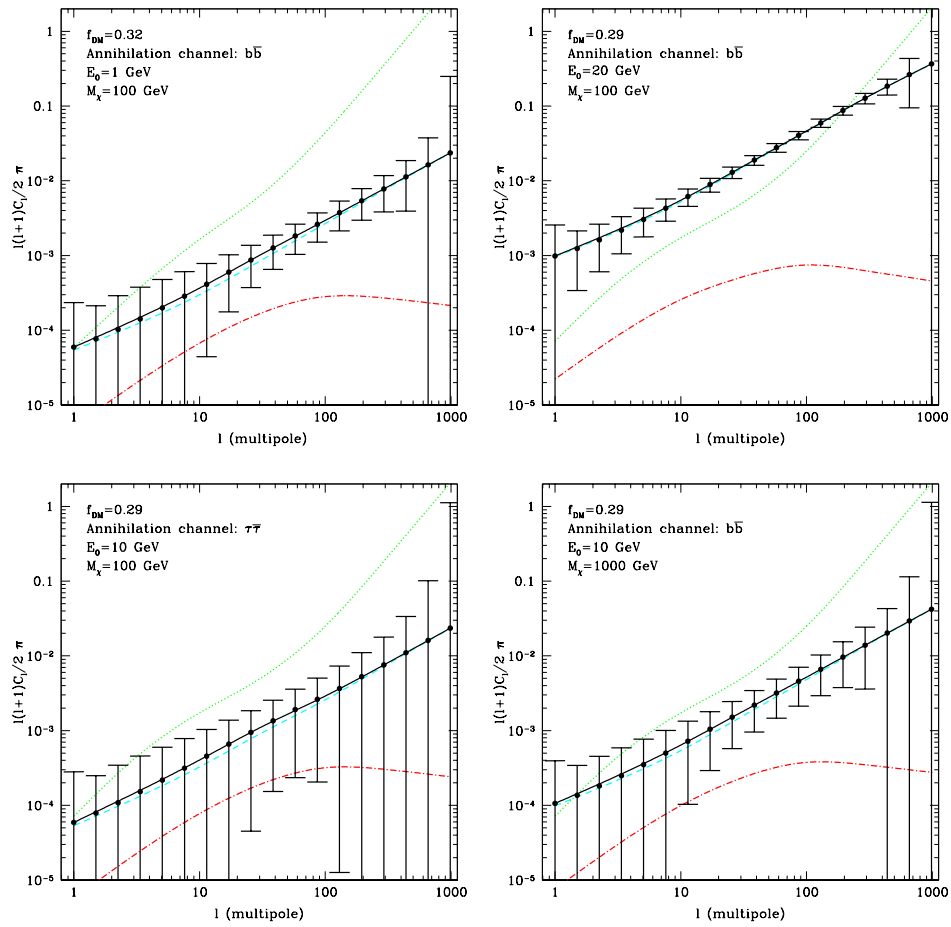 f_DM=0.32
Annihilation channel: bb̅
E_0=1 GeV
M_χ=100 GeV
1
0.1
10^-2
10^-3
10^-4
10^-5
l(l+1)C_l/2 π
1 10 100 1000
l (multipole)
f_DM=0.29
Annihilation channel: bb̅
E_0=20 GeV
M_χ=100 GeV
1
0.1
10^-2
10^-3
10^-4
10^-5
l(l+1)C_l/2 π
1 10 100 1000
l (multipole)
f_DM=0.29
Annihilation channel: ττ̅
E_0=10 GeV
M_χ=100 GeV
1
0.1
10^-2
10^-3
10^-4
10^-5
l(l+1)C_l/2 π
1 10 100 1000
l (multipole)
f_DM=0.29
Annihilation channel: bb̅
E_0=10 GeV
M_χ=1000 GeV
1
0.1
10^-2
10^-3
10^-4
10^-5
l(l+1)C_l/2 π
1 10 100 1000
l (multipole)